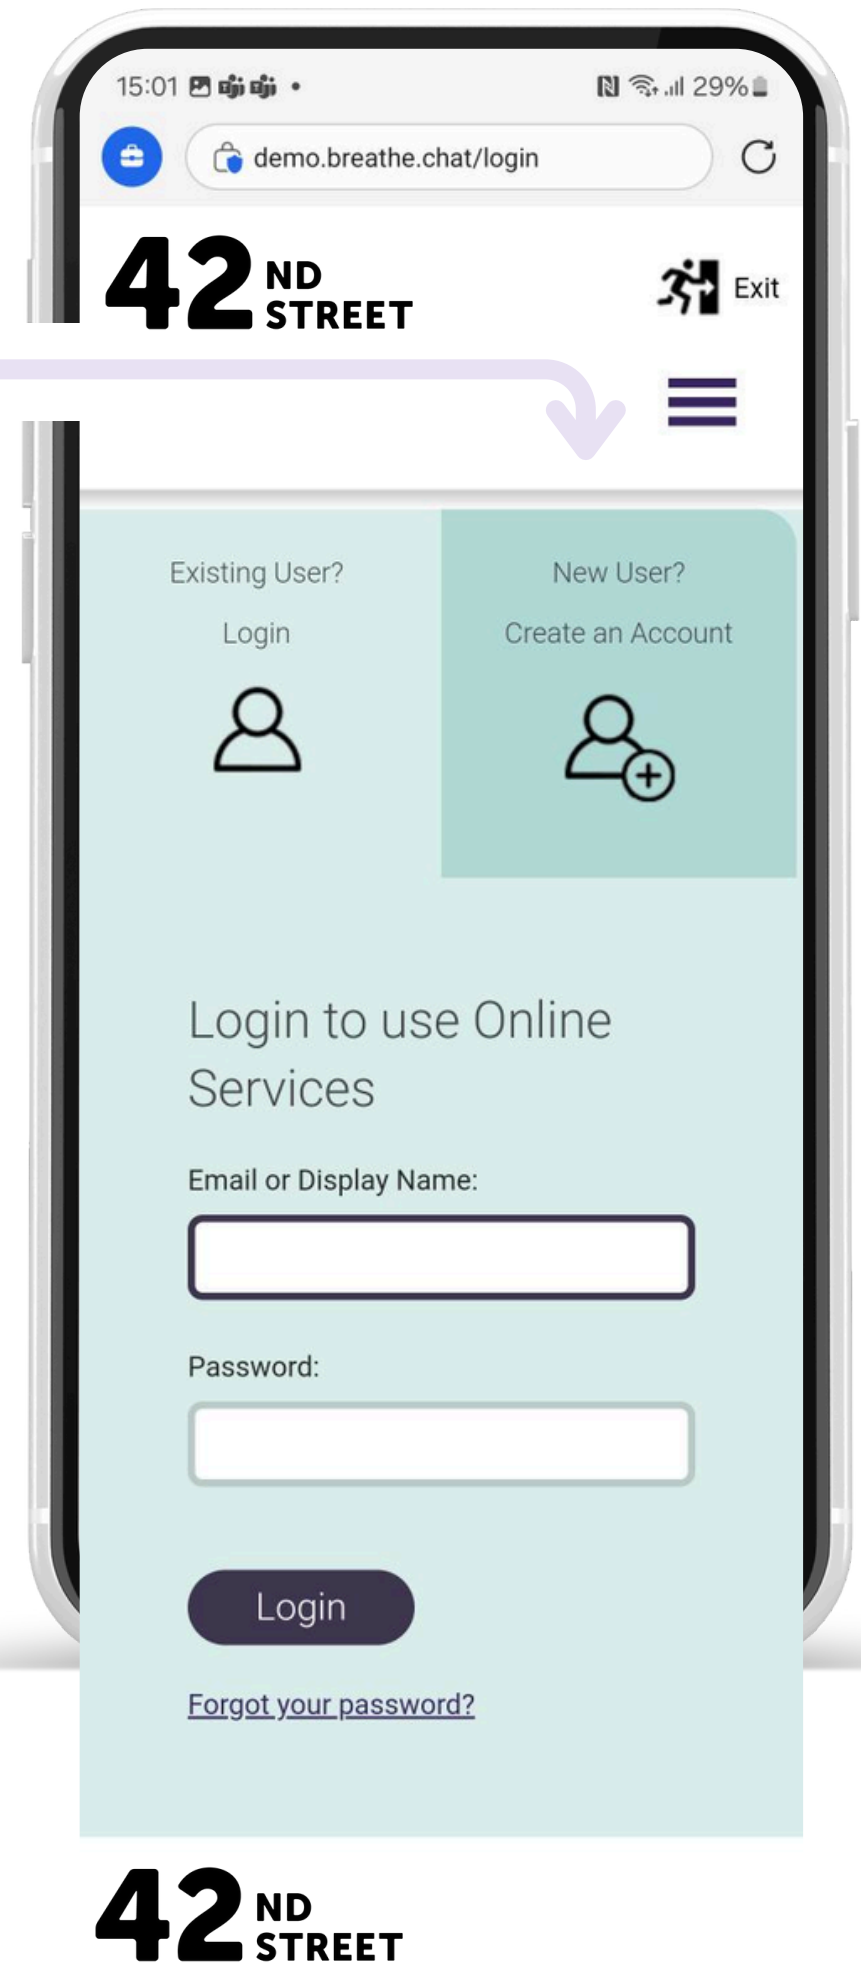 15:01
29%
demo.breathe.chat/login
42 ND STREET
Exit
Existing User?
Login
New User?
Create an Account
Login to use Online
Services
Email or Display Name:
Password:
Login
Forgot your password?
42 ND STREET